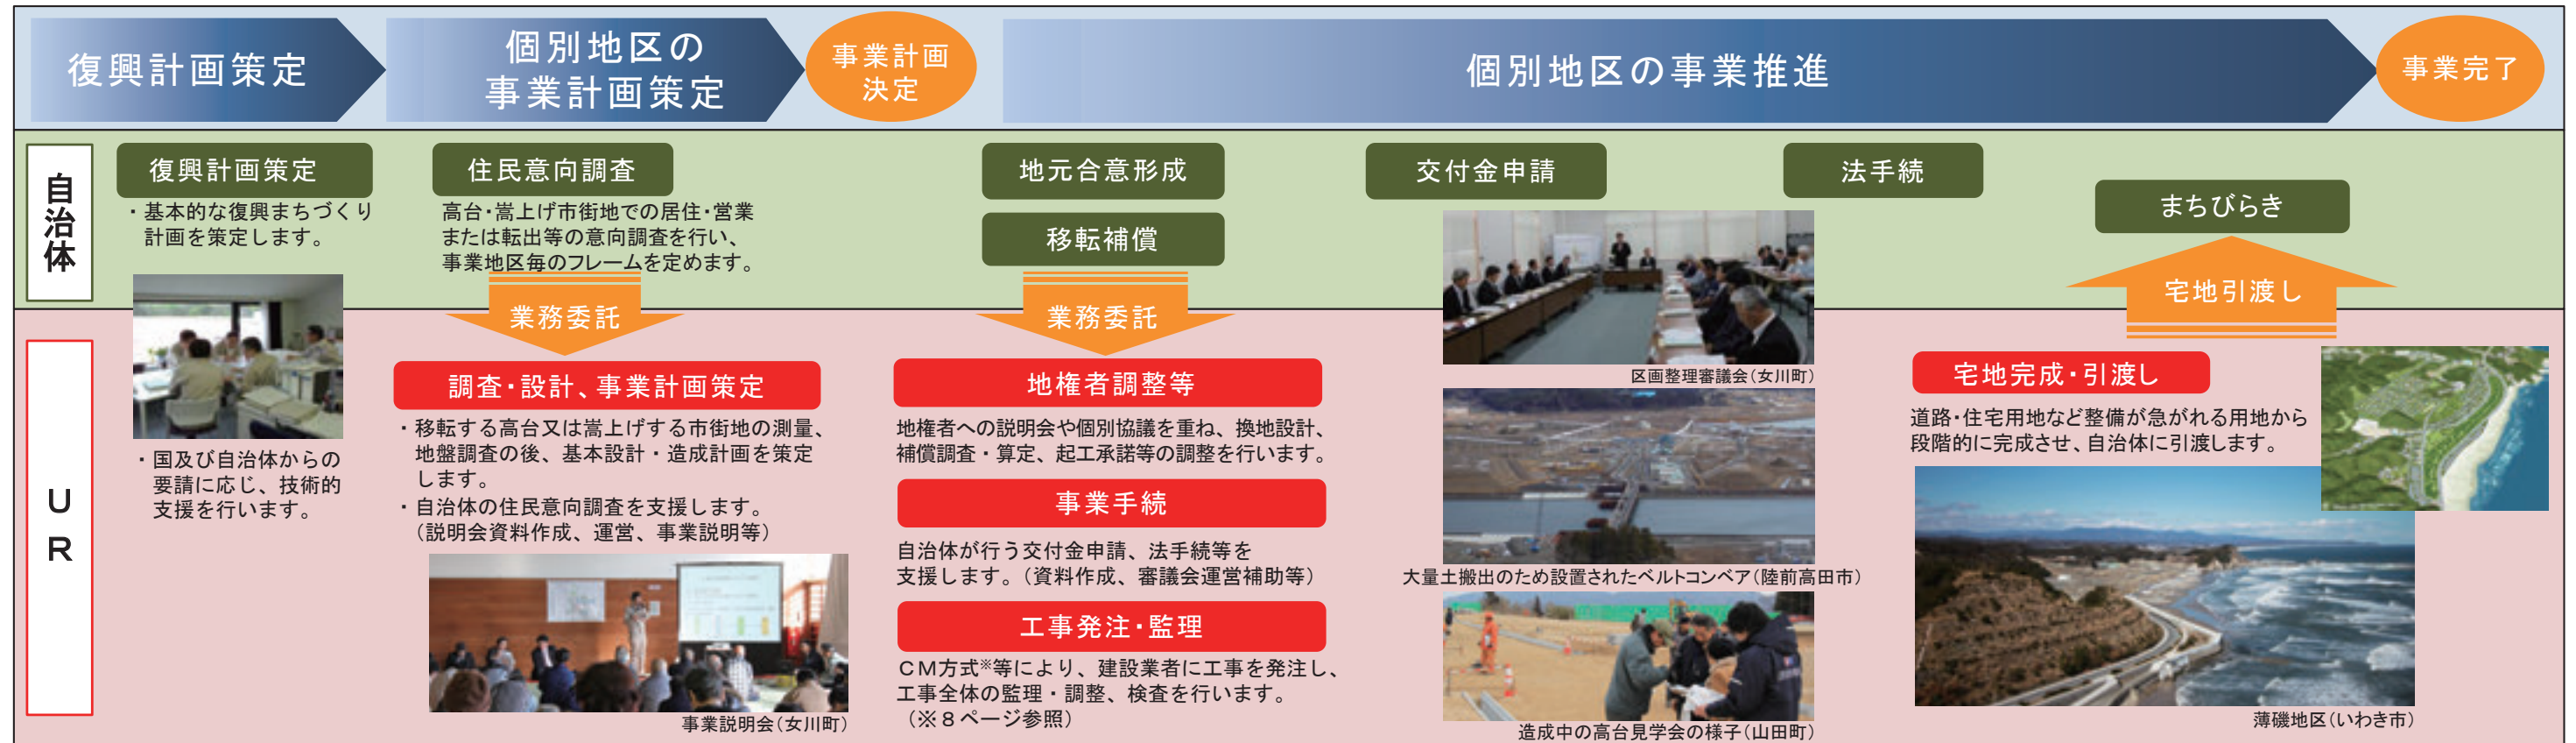 復興計画策定
個別地区の
事業計画策定
事業計画
決定
個別地区の事業推進
事業完了
自治体
復興計画策定
・基本的な復興まちづくり
計画を策定します。
住民意向調査
高台・嵩上げ市街地での居住・営業
または転出等の意向調査を行い、
事業地区毎のフレームを定めます。
業務委託
地元合意形成
移転補償
業務委託
交付金申請
法手続
まちびらき
宅地引渡し
UR
・国及び自治体からの
要請に応じ、技術的
支援を行います。
調査・設計、事業計画策定
・移転する高台又は嵩上げする市街地の測量、
地盤調査の後、基本設計・造成計画を策定
します。
・自治体の住民意向調査を支援します。
（説明会資料作成、運営、事業説明等）
事業説明会（女川町）
地権者調整等
地権者への説明会や個別協議を重ね、換地設計、
補償調査・算定、起工承諾等の調整を行います。
事業手続
自治体が行う交付金申請、法手続等を
支援します。（資料作成、審議会運営補助等）
工事発注・監理
ＣＭ方式※等により、建設業者に工事を発注し、
工事全体の監理・調整、検査を行います。
（※８ページ参照）
区画整理審議会（女川町）
大量土搬出のため設置されたベルトコンベア（陸前高田市）
造成中の高台見学会の様子（山田町）
宅地完成・引渡し
道路・住宅用地など整備が急がれる用地から
段階的に完成させ、自治体に引渡します。
薄磯地区（いわき市）